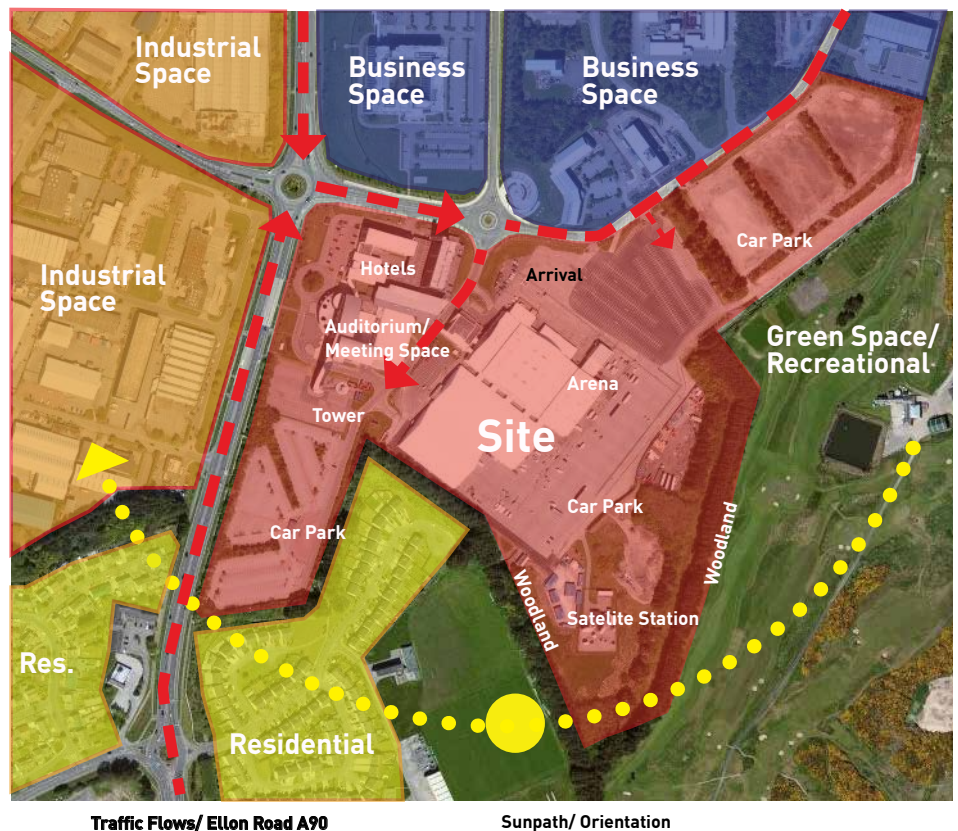 Industrial
Space
Business
Space
Business
Space
Industrial
Space
Hotels
Arrival
Car Park
Auditorium/
Meeting Space
Green Space/
Recreational
Arena
Tower
Site
Car Park
Car Park
Woodland
Woodland
Satelite Station
Res.
Residential
Traffic Flows/ Ellon Road A90
Sunpath/ Orientation